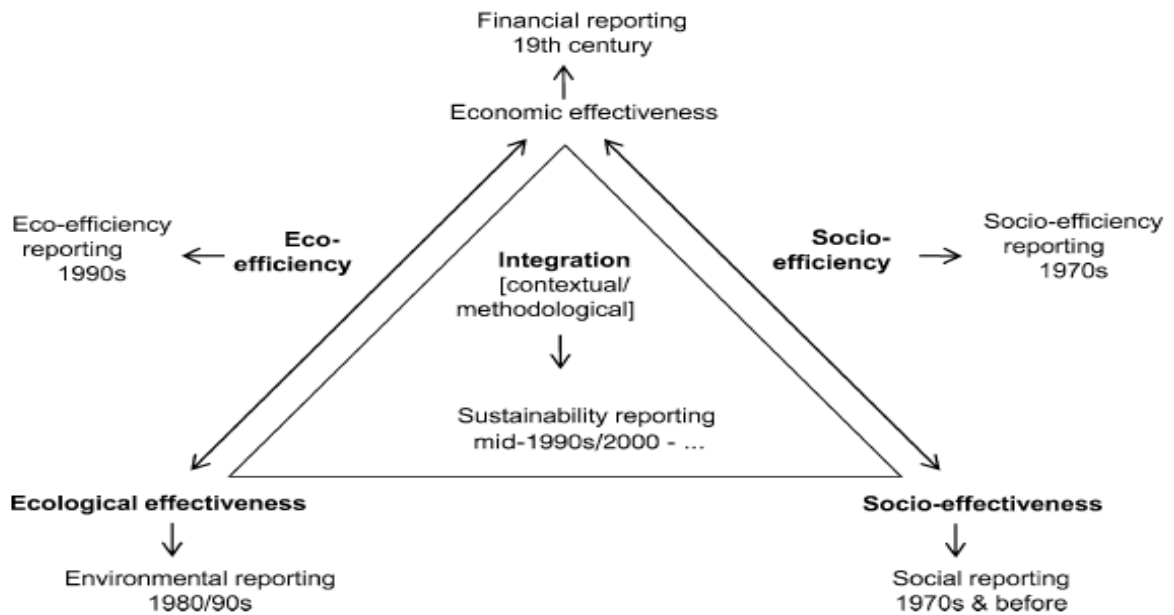 Financial reporting
19th century
Economic effectiveness
Eco-efficiency
reporting
1990s
Eco-
efficiency
Integration
[contextual/
methodological]
Socio-
efficiency
Socio-efficiency
reporting
1970s
Sustainability reporting
mid-1990s/2000 - ...
Ecological effectiveness
Socio-effectiveness
Environmental reporting
1980/90s
Social reporting
1970s & before